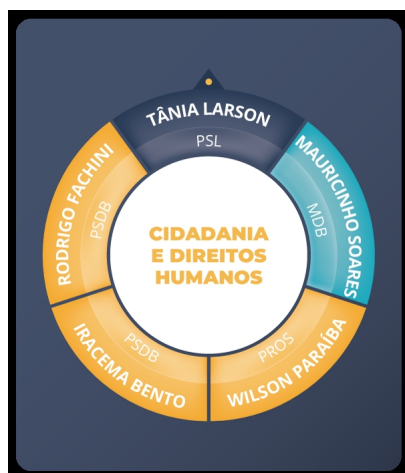 TÂNIA LARSON
PSL
MAURICINHO SOARES
MDB
WILSON PARAÍBA
PROS
IRACEMA BENTO
PSDB
RODRIGO FACHINI
PSDB
CIDADANIA
E DIREITOS
HUMANOS